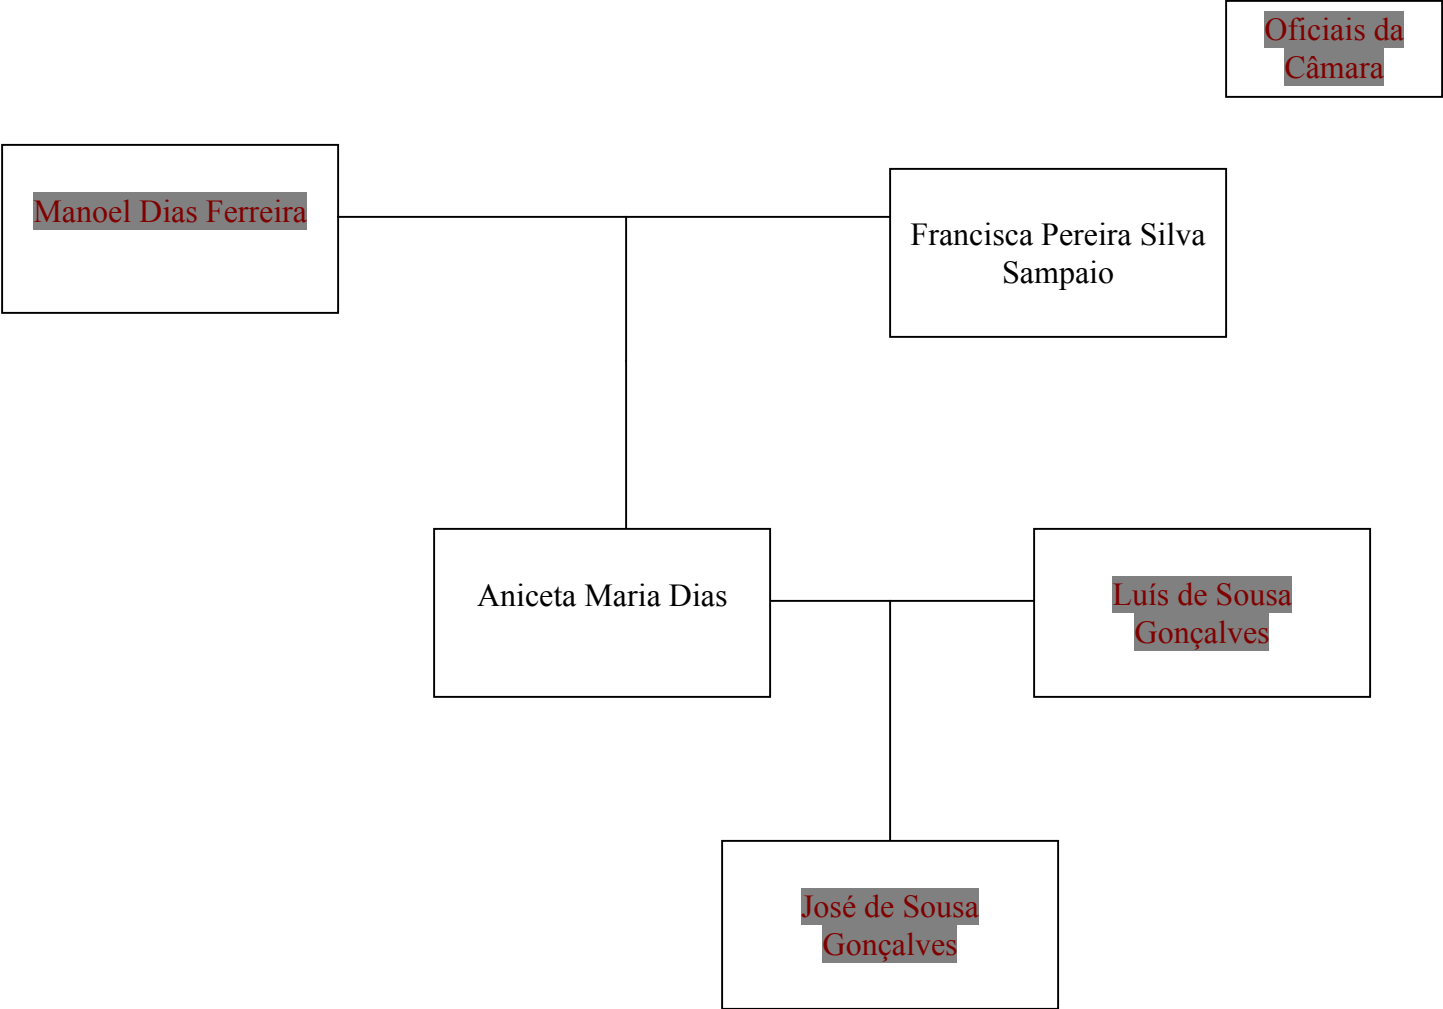 Oficiais da
Câmara
Manoel Dias Ferreira
Francisca Pereira Silva
Sampaio
Aniceta Maria Dias
Luís de Sousa
Gonçalves
José de Sousa
Gonçalves